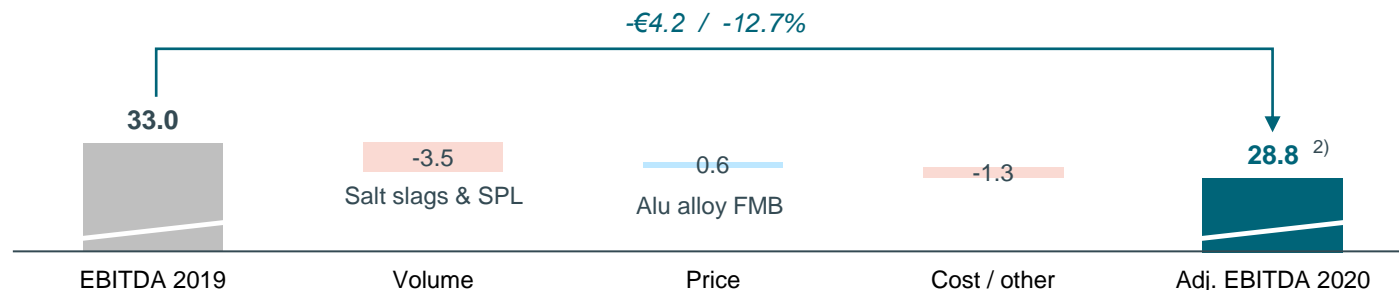 -€4.2 / -12.7%
33.0
-3.5
0.6
-1.3
28.8 2)
Salt slags & SPL
Alu alloy FMB
EBITDA 2019
Volume
Price
Cost / other
Adj. EBITDA 2020